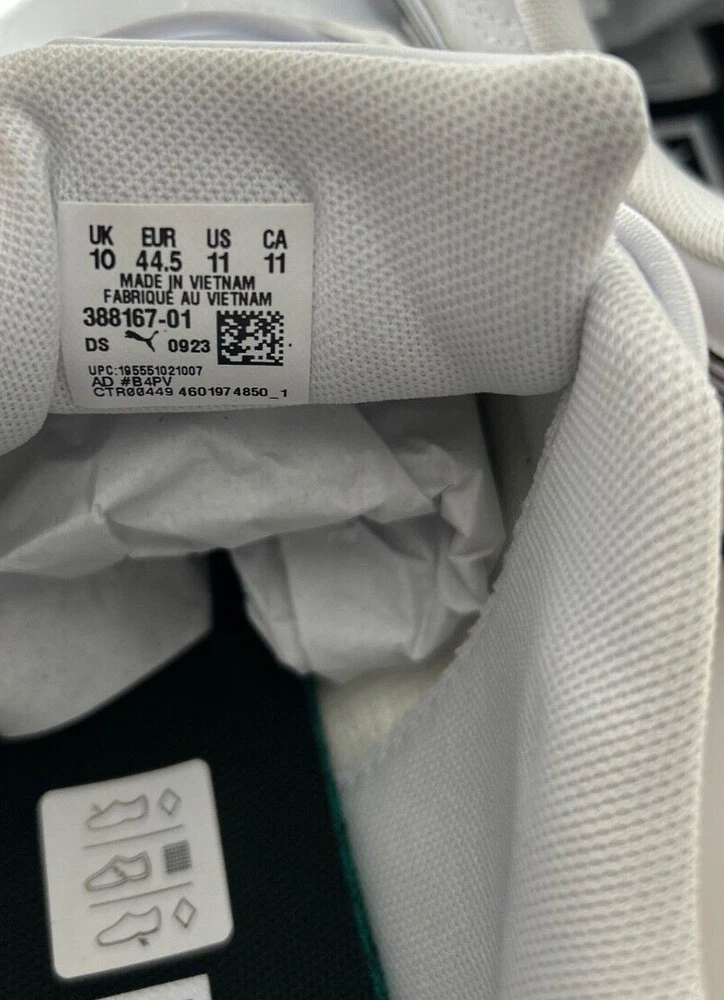 UK EUR US CA
10 44.5 11 11
MADE IN VIETNAM
FABRIQUÉ AU VIETNAM
388167-01
DS 0923
UPC:195551021007
AD #B4PV
CTR00449 4601974850_1